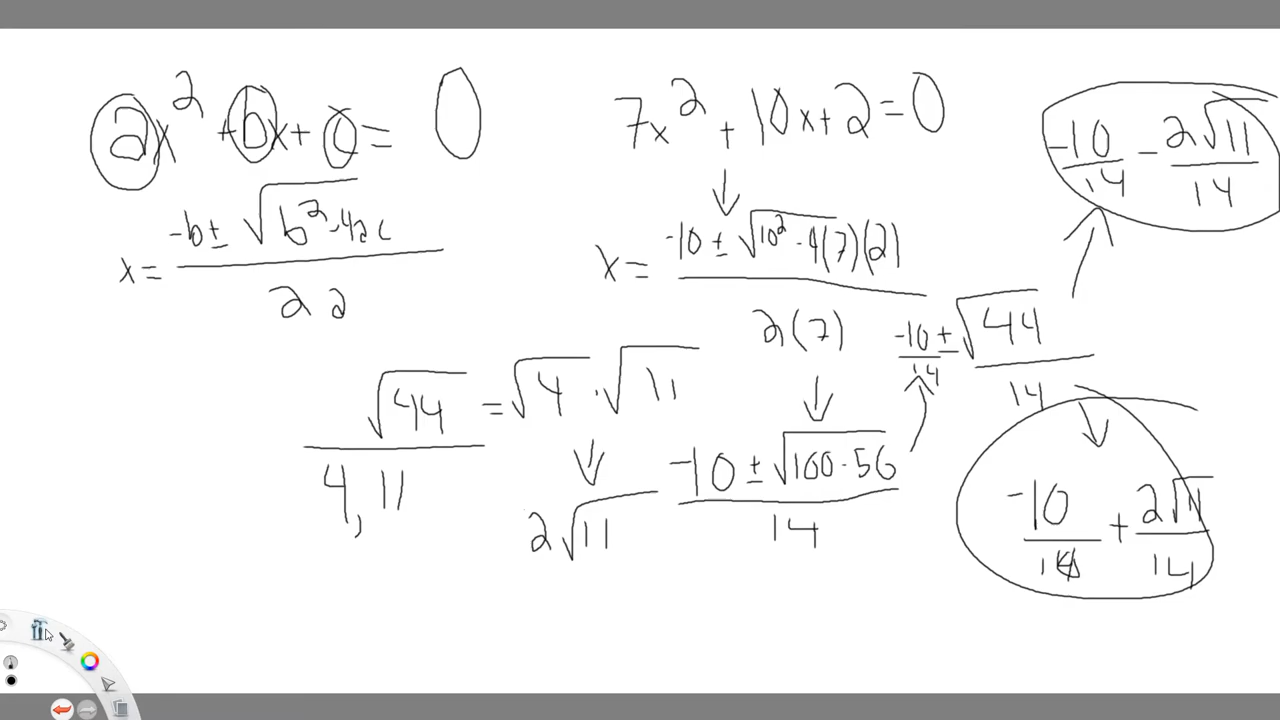 ax² + bx + c = 0
x = (-b ± √(b² - 4ac)) / 2a
7x² + 10x + 2 = 0
x = (-10 ± √(10² - 4(7)(2))) / 2(7)
(-10 ± √(100 - 56)) / 14
-10/14 ± √44/14
√44 = √4 · √11
4, 11
2√11
-10/14 - 2√11/14
-10/14 + 2√11/14